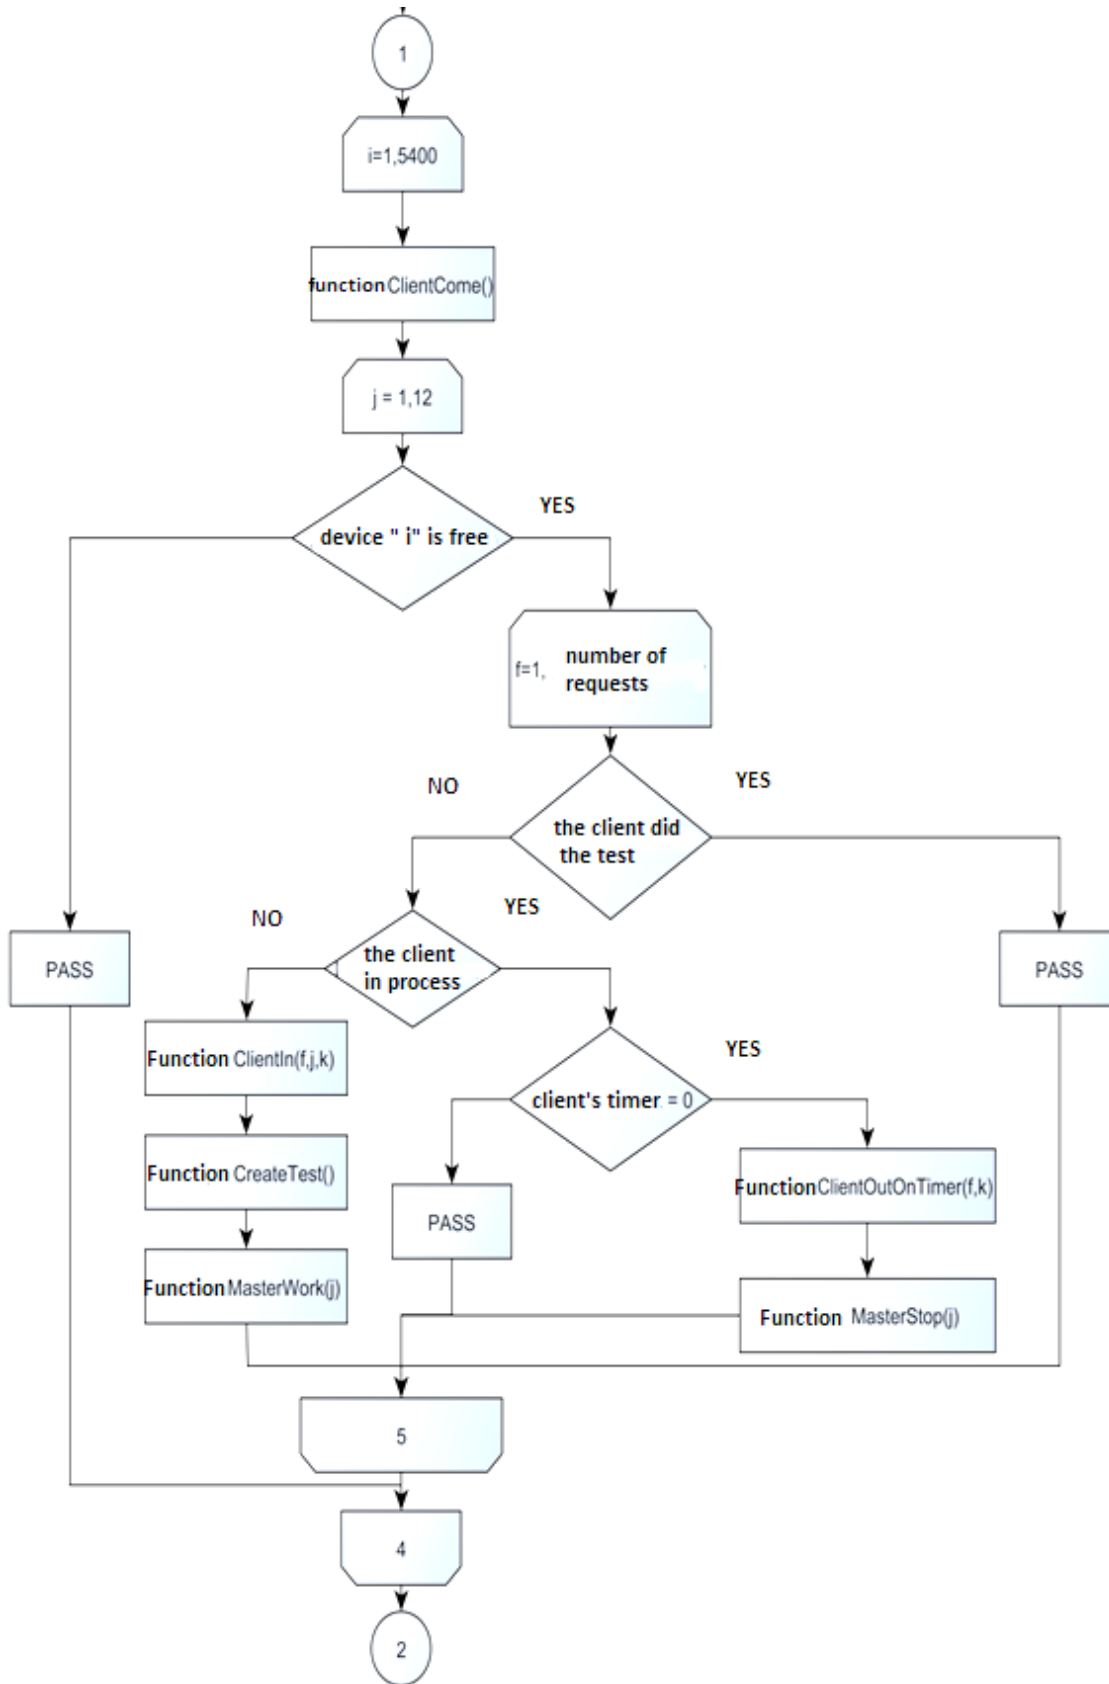 1
i=1,5400
function ClientCome()
j = 1,12
YES
device " i" is free
f=1, number of
requests
NO
YES
the client did
the test
NO
YES
PASS
the client
in process
PASS
Function ClientIn(f,j,k)
YES
client's timer = 0
Function CreateTest()
Function ClientOutOnTimer(f,k)
PASS
Function MasterWork(j)
Function MasterStop(j)
5
4
2